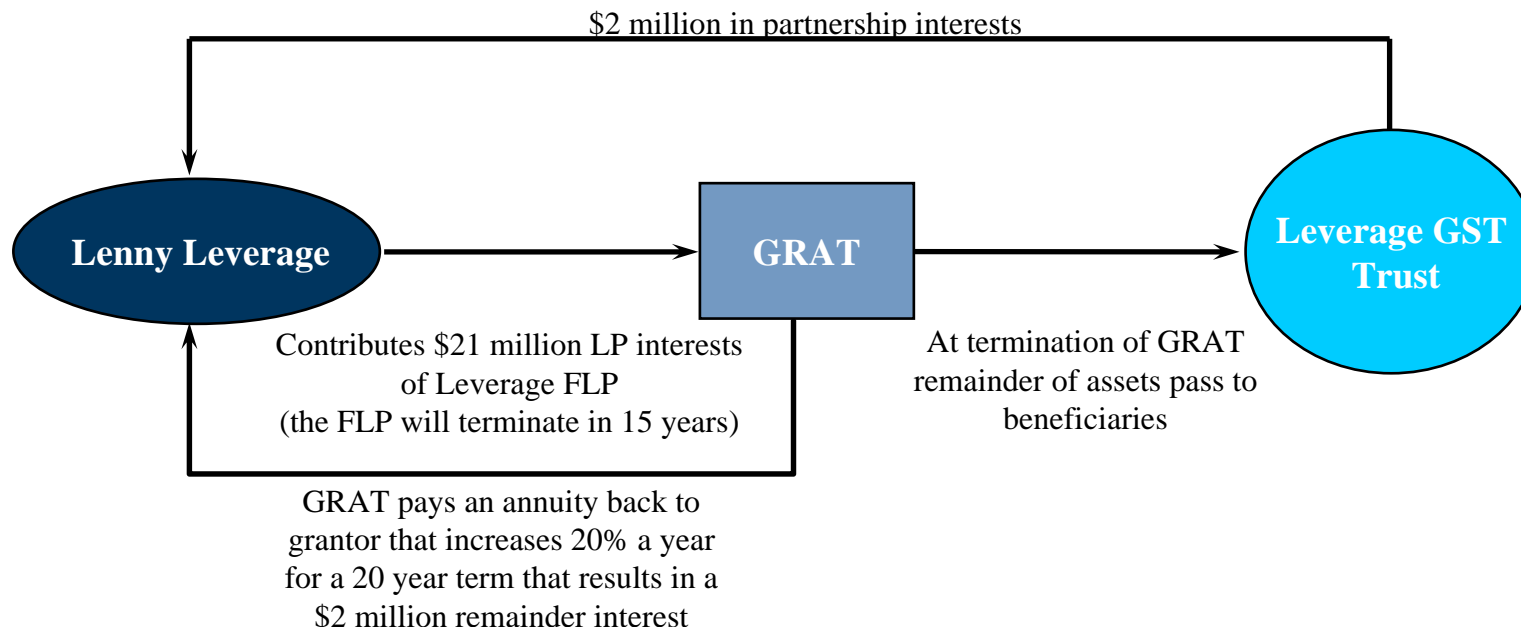 $2 million in partnership interests
Lenny Leverage
GRAT
Leverage GST
Trust
Contributes $21 million LP interests
of Leverage FLP
(the FLP will terminate in 15 years)
At termination of GRAT
remainder of assets pass to
beneficiaries
GRAT pays an annuity back to
grantor that increases 20% a year
for a 20 year term that results in a
$2 million remainder interest